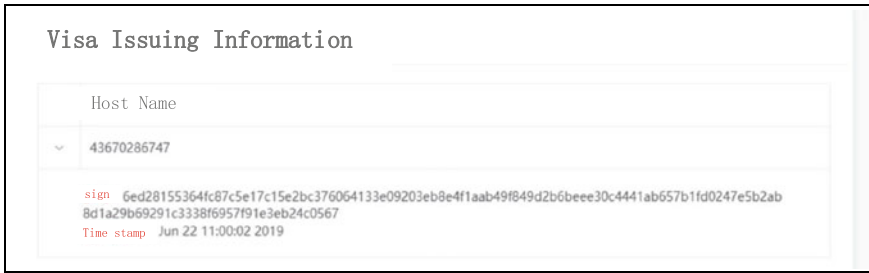 Visa Issuing Information
Host Name
43670286747
sign 6ed28155364fc87c5e17c15e2bc376064133e09203eb8e4f1aab49f849d2b6beee30c4441ab657b1fd0247e5b2ab
8d1a29b69291c3338f6957f91e3eb24c0567
Time stamp Jun 22 11:00:02 2019